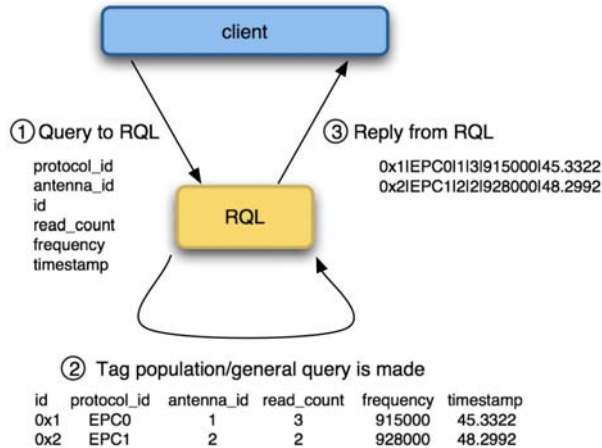 client
① Query to RQL
protocol_id
antenna_id
id
read_count
frequency
timestamp
③ Reply from RQL
0x1|EPC0|1|3|915000|45.3322
0x2|EPC1|2|2|928000|48.2992
RQL
② Tag population/general query is made
id protocol_id antenna_id read_count frequency timestamp
0x1 EPC0 1 3 915000 45.3322
0x2 EPC1 2 2 928000 48.2992